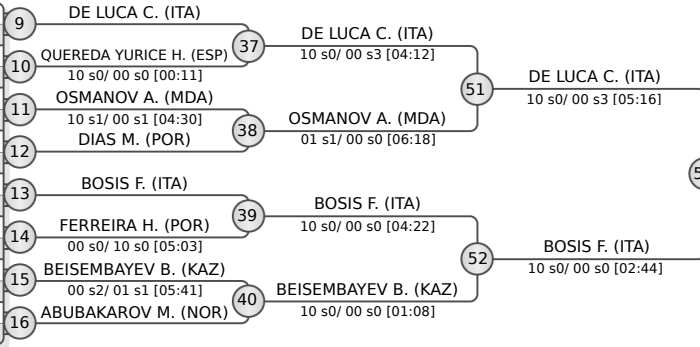 9
DE LUCA C. (ITA)
10
QUEREDA YURICE H. (ESP)
10 s0/ 00 s0 [00:11]
37
DE LUCA C. (ITA)
10 s0/ 00 s3 [04:12]
11
OSMANOV A. (MDA)
10 s1/ 00 s1 [04:30]
12
DIAS M. (POR)
38
OSMANOV A. (MDA)
01 s1/ 00 s0 [06:18]
51
DE LUCA C. (ITA)
10 s0/ 00 s3 [05:16]
13
BOSIS F. (ITA)
14
FERREIRA H. (POR)
00 s0/ 10 s0 [05:03]
39
BOSIS F. (ITA)
10 s0/ 00 s0 [04:22]
15
BEISEMBAYEV B. (KAZ)
00 s2/ 01 s1 [05:41]
16
ABUBAKAROV M. (NOR)
40
BEISEMBAYEV B. (KAZ)
10 s0/ 00 s0 [01:08]
52
BOSIS F. (ITA)
10 s0/ 00 s0 [02:44]